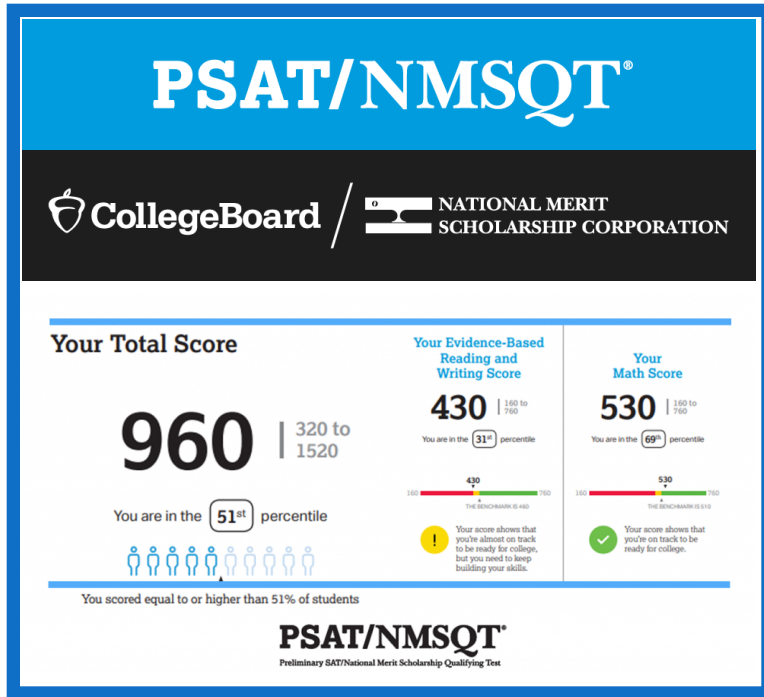 PSAT/NMSQT®
CollegeBoard
NATIONAL MERIT
SCHOLARSHIP CORPORATION
Your Total Score
960
320 to
1520
You are in the 51st percentile
You scored equal to or higher than 51% of students
Your Evidence-Based
Reading and
Writing Score
430
160 to
760
You are in the 31st percentile
430
160
760
THE BENCHMARK IS 460
!
Your score shows that
you're almost on track
to be ready for college,
but you need to keep
building your skills.
Your
Math Score
530
160 to
760
You are in the 69th percentile
530
160
760
THE BENCHMARK IS 510
Your score shows that
you're on track to be
ready for college.
PSAT/NMSQT®
Preliminary SAT/National Merit Scholarship Qualifying Test